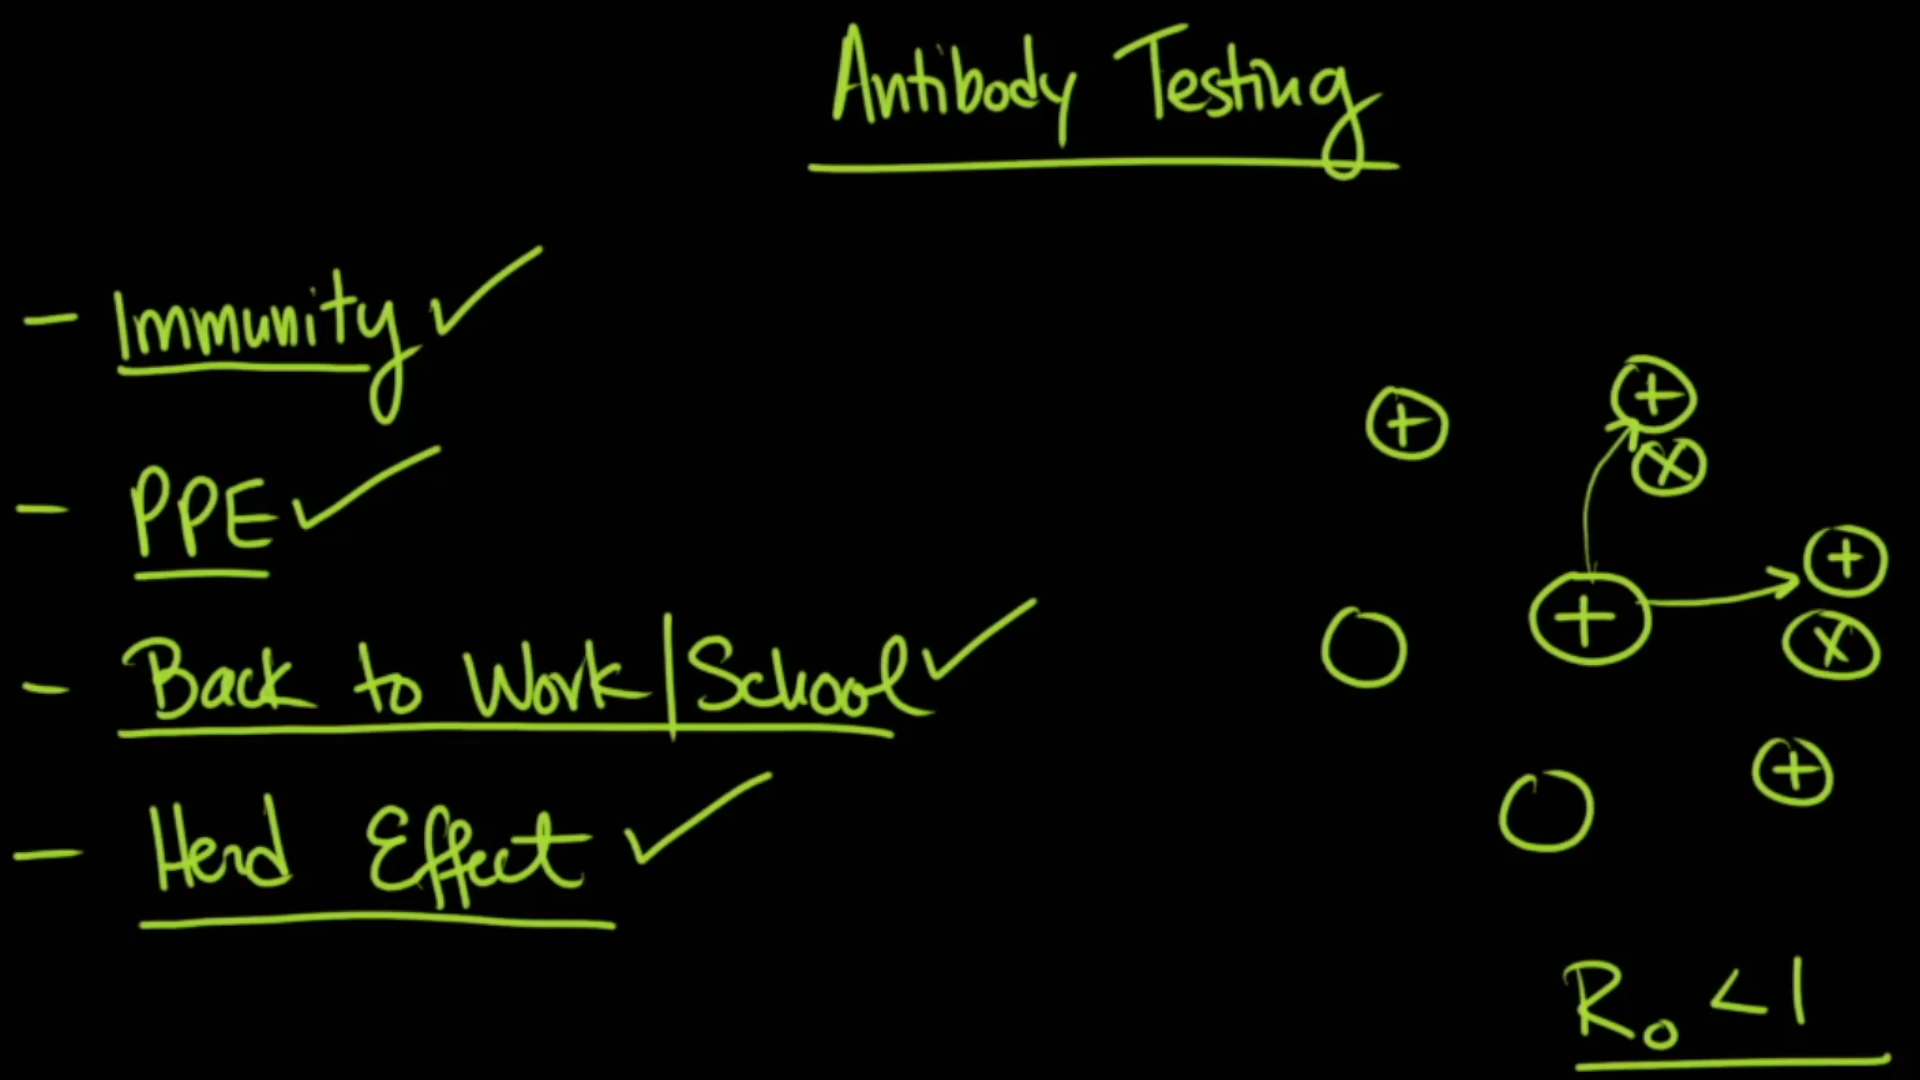 Antibody Testing
- Immunity ✓
- PPE ✓
- Back to Work/School ✓
- Herd Effect ✓
+
+
X
+
+
X
+
R₀ < 1